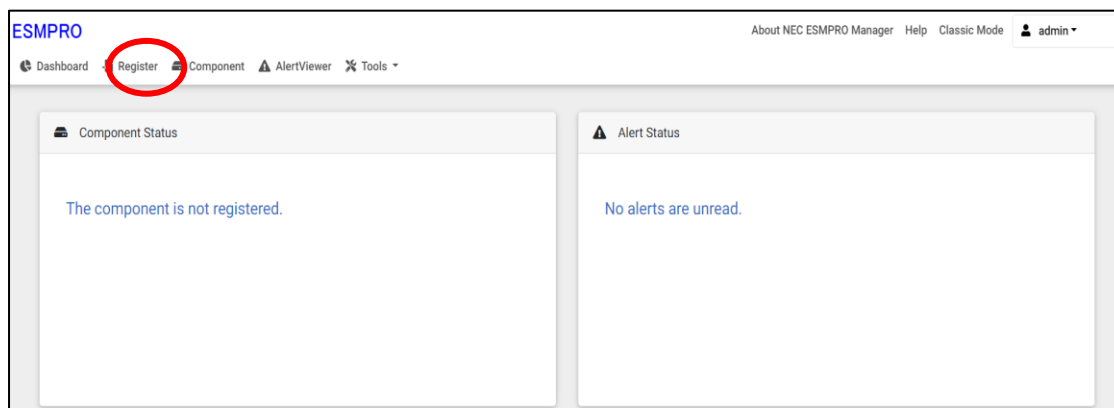 ESMPRO
About NEC ESMPRO Manager Help Classic Mode admin
Dashboard Register Component AlertViewer Tools
Component Status
Alert Status
The component is not registered.
No alerts are unread.